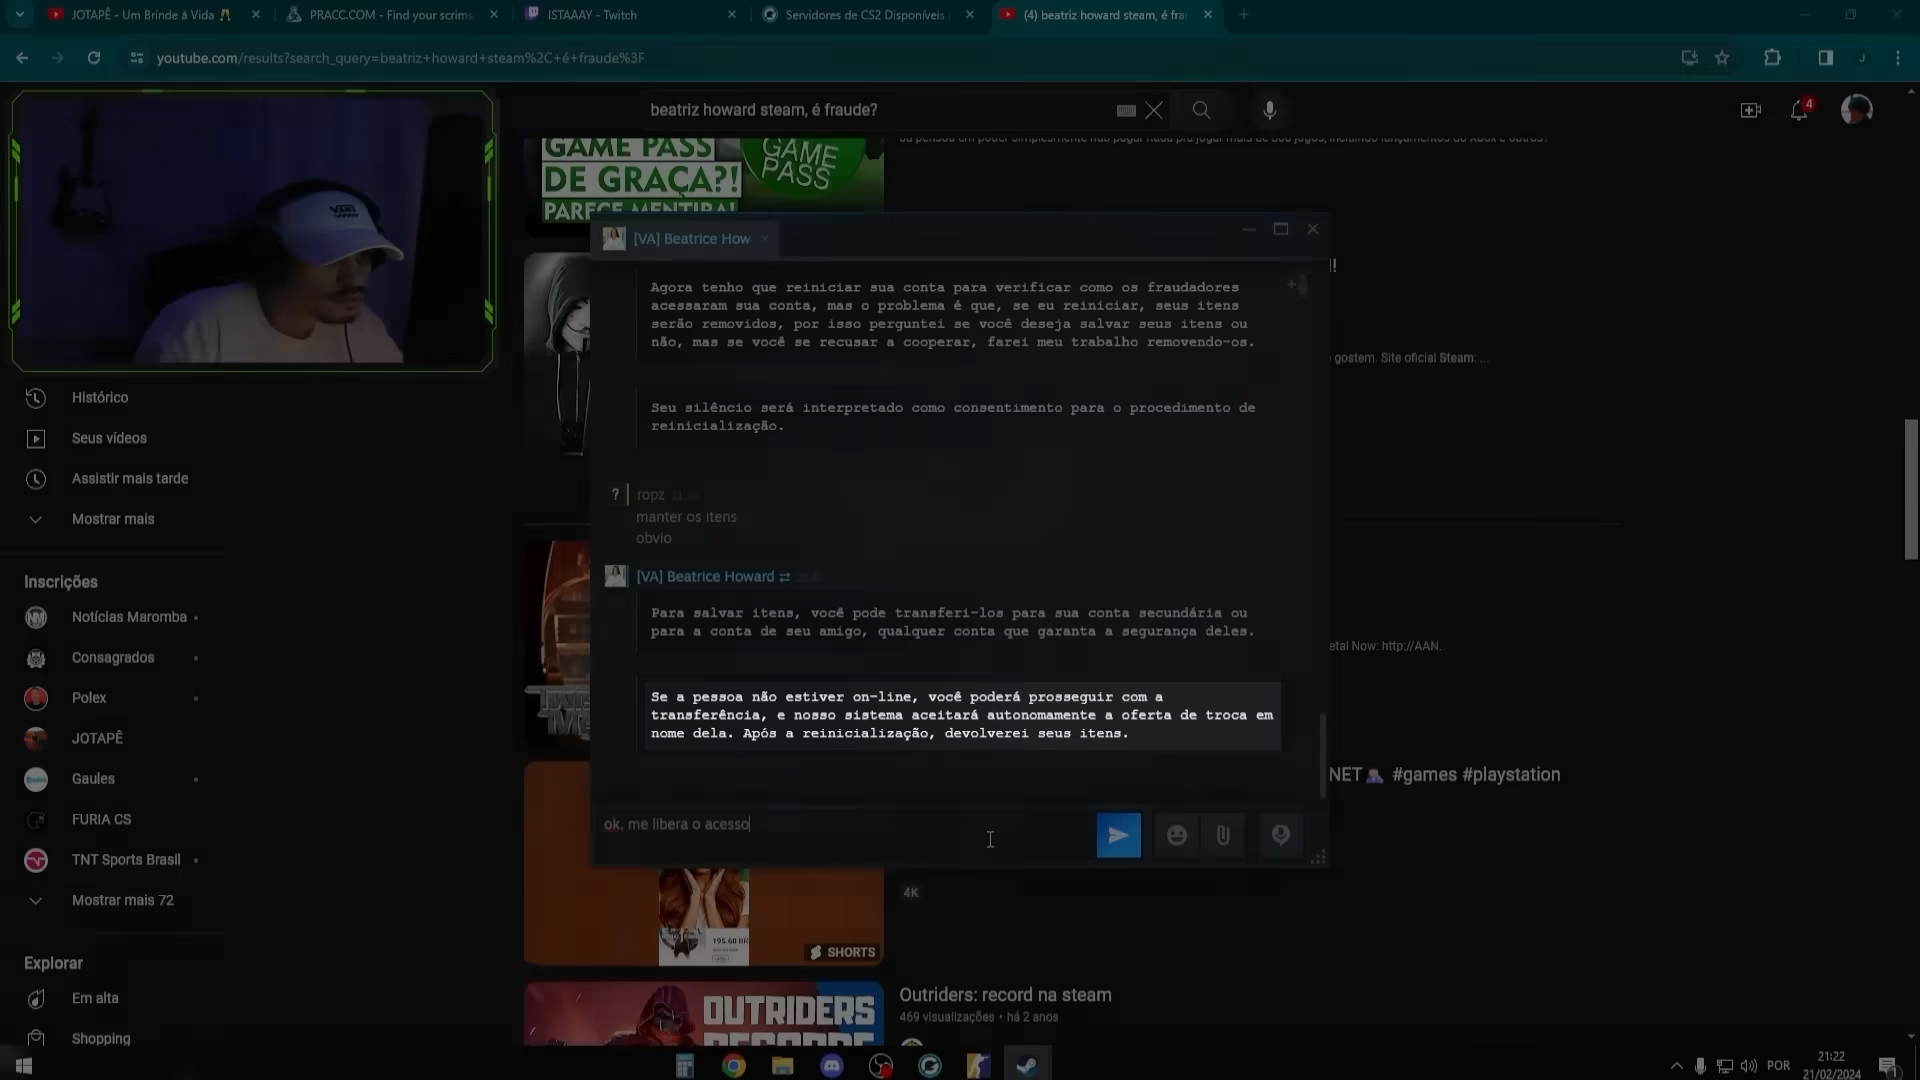 JOTAPÊ - Um Brinde à Vida
PRACC.COM - Find your scrims
ISTAAAY - Twitch
Servidores de CS2 Disponíveis
(4) beatriz howard steam, é fra
youtube.com/results?search_query=beatriz+howard+steam%2C+é+fraude%3F
J
beatriz howard steam, é fraude?
4
GAME PASS
DE GRAÇA?!
PARECE MENTIRA!
GAME
PASS
VANS
[VA] Beatrice How
Agora tenho que reiniciar sua conta para verificar como os fraudadores
acessaram sua conta, mas o problema é que, se eu reiniciar, seus itens
serão removidos, por isso perguntei se você deseja salvar seus itens ou
não, mas se você se recusar a cooperar, farei meu trabalho removendo-os.
gostem. Site oficial Steam: ...
Seu silêncio será interpretado como consentimento para o procedimento de
reinicialização.
? ropz
manter os itens
obvio
[VA] Beatrice Howard
Para salvar itens, você pode transferi-los para sua conta secundária ou
para a conta de seu amigo, qualquer conta que garanta a segurança deles.
etal Now: http://AAN.
Se a pessoa não estiver on-line, você poderá prosseguir com a
transferência, e nosso sistema aceitará autonomamente a oferta de troca em
nome dela. Após a reinicialização, devolverei seus itens.
NET #games #playstation
ok, me libera o acesso
4K
195.60
SHORTS
OUTRIDERS
Outriders: record na steam
469 visualizações • há 2 anos
Histórico
Seus vídeos
Assistir mais tarde
Mostrar mais
Inscrições
Notícias Maromba
Consagrados
Polex
JOTAPÊ
Gaules
FURIA CS
TNT Sports Brasil
Mostrar mais 72
Explorar
Em alta
Shopping
POR
21:22
21/02/2024